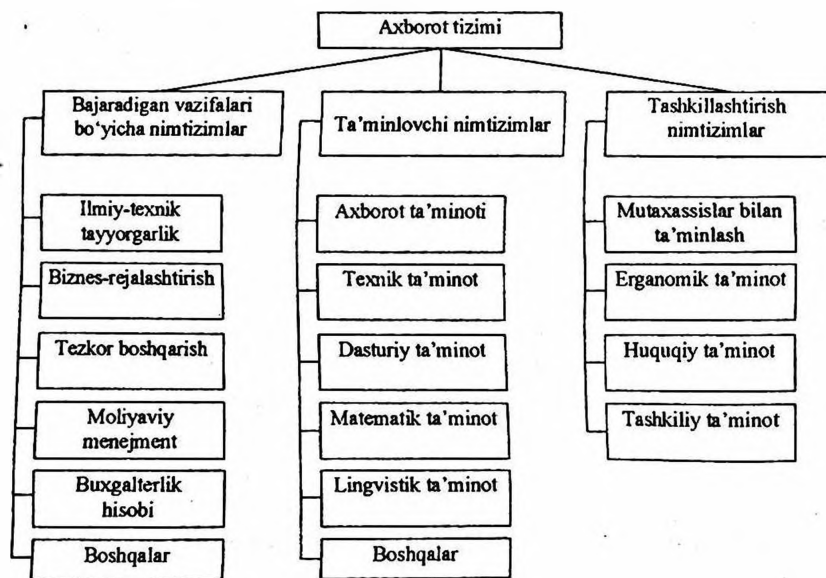 Axborot tizimi
Bajaradigan vazifalari
bo‘yicha nimtizimlar
Ilmiy-texnik
tayyorgarlik
Biznes-rejalashtirish
Tezkor boshqarish
Moliyaviy
menejment
Buxgalterlik
hisobi
Boshqalar
Ta’minlovchi nimtizimlar
Axborot ta’minoti
Texnik ta’minot
Dasturiy ta’minot
Matematik ta’minot
Lingvistik ta’minot
Boshqalar
Tashkillashtirish
nimtizimlar
Mutaxassislar bilan
ta’minlash
Erganomik ta’minot
Huquqiy ta’minot
Tashkiliy ta’minot